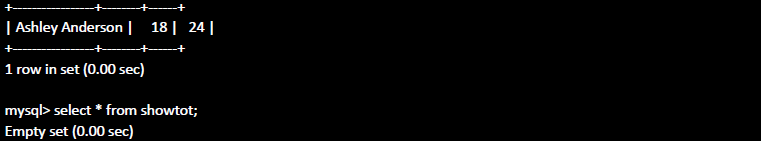 +-----------------+--------+------+
| Ashley Anderson |     18 |   24 |
+-----------------+--------+------+
1 row in set (0.00 sec)
mysql> select * from showtot;
Empty set (0.00 sec)